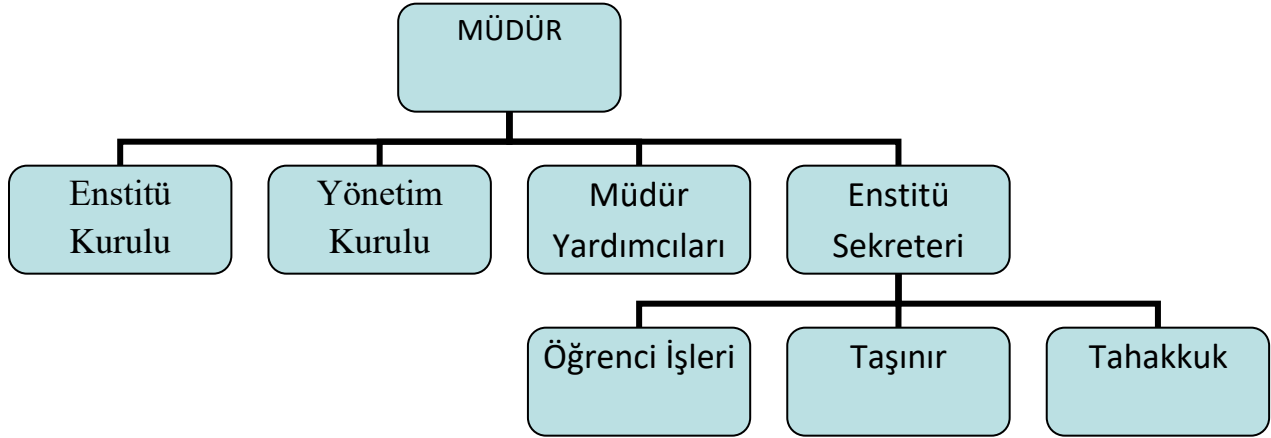 MÜDÜR
Enstitü
Kurulu
Yönetim
Kurulu
Müdür
Yardımcıları
Enstitü
Sekreteri
Öğrenci İşleri
Taşınır
Tahakkuk